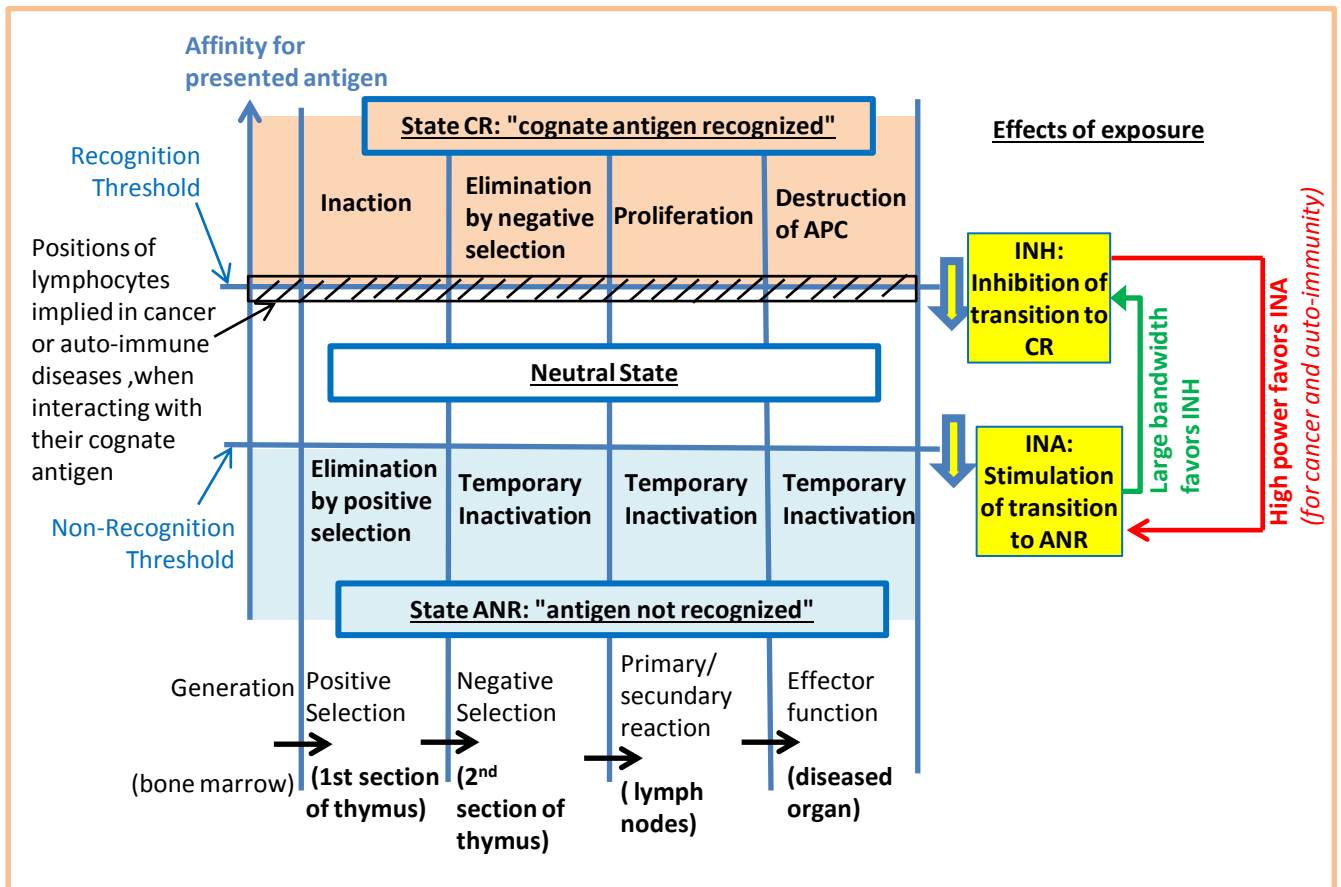 Affinity for
presented antigen
State CR: "cognate antigen recognized"
Effects of exposure
Recognition
Threshold
Inaction
Elimination
by negative
selection
Proliferation
Destruction
of APC
Positions of
lymphocytes
implied in cancer
or auto-immune
diseases ,when
interacting with
their cognate
antigen
INH:
Inhibition of
transition to
CR
Neutral State
Large bandwidth
favors INH
High power favors INA
(for cancer and auto-immunity)
INA:
Stimulation
of transition
to ANR
Non-Recognition
Threshold
Elimination
by positive
selection
Temporary
Inactivation
Temporary
Inactivation
Temporary
Inactivation
State ANR: "antigen not recognized"
Generation
(bone marrow)
Positive
Selection
(1st section
of thymus)
Negative
Selection
(2nd
section of
thymus)
Primary/
secundary
reaction
( lymph
nodes)
Effector
function
(diseased
organ)